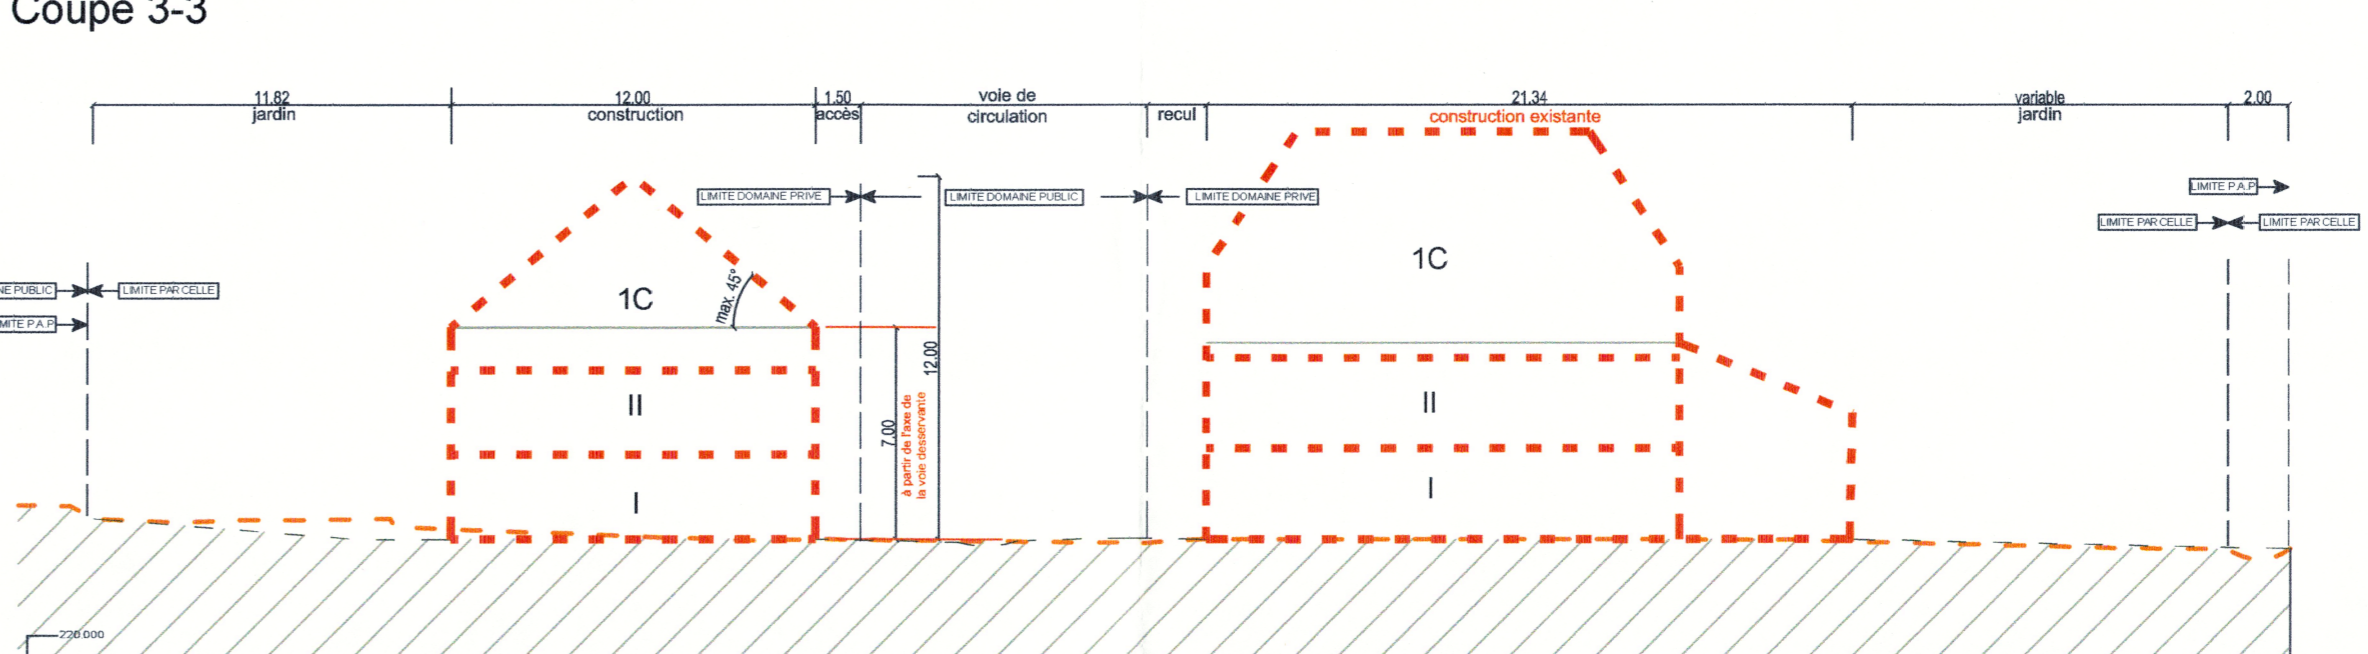 Coupe 3-3
11.82
jardin
12.00
construction
1.50
accès
voie de
circulation
recul
21.34
construction existante
variable
jardin
2.00
LIMITE DOMAINE PRIVE
LIMITE DOMAINE PUBLIC
LIMITE DOMAINE PRIVE
LIMITE P.A.P
LIMITE PARCELLE
LIMITE PARCELLE
NE PUBLIC
LIMITE PARCELLE
MITE P.A.P
1C
max. 45°
1C
12.00
7.00
à partir de l'axe de
la voie desservante
II
II
I
I
220.000